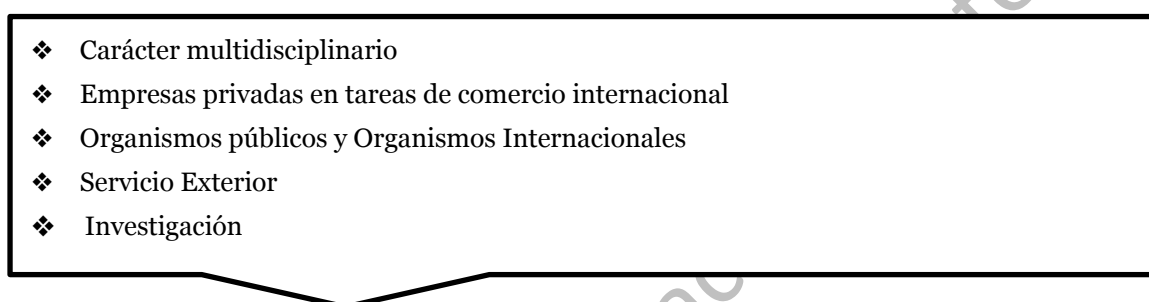 ❖ Carácter multidisciplinario
❖ Empresas privadas en tareas de comercio internacional
❖ Organismos públicos y Organismos Internacionales
❖ Servicio Exterior
❖ Investigación